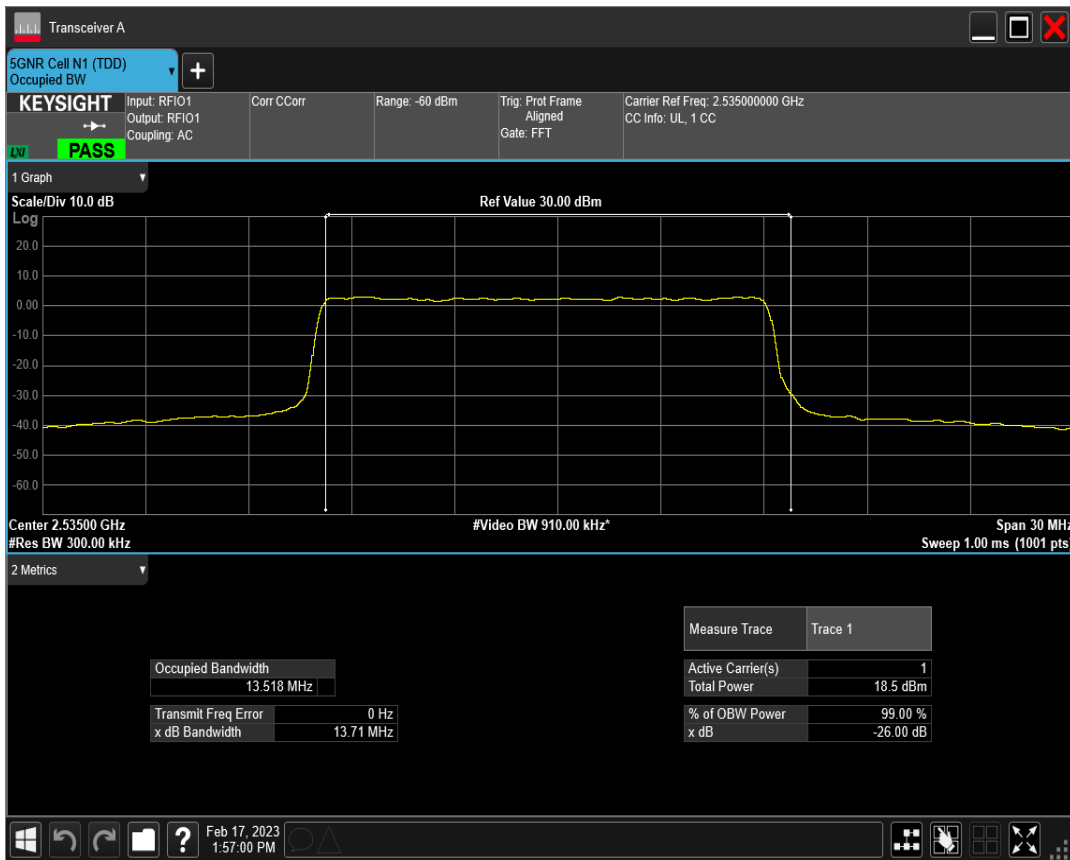 Transceiver A
5GNR Cell N1 (TDD)
Occupied BW
KEYSIGHT
LXI
PASS
Input: RFIO1
Output: RFIO1
Coupling: AC
Corr CCorr
Range: -60 dBm
Trig: Prot Frame
Aligned
Gate: FFT
Carrier Ref Freq: 2.535000000 GHz
CC Info: UL, 1 CC
1 Graph
Scale/Div 10.0 dB
Ref Value 30.00 dBm
Log
20.0
10.0
0.00
-10.0
-20.0
-30.0
-40.0
-50.0
-60.0
Center 2.53500 GHz
#Video BW 910.00 kHz*
Span 30 MHz
#Res BW 300.00 kHz
Sweep 1.00 ms (1001 pts)
2 Metrics
Measure Trace Trace 1
Occupied Bandwidth
13.518 MHz
Active Carrier(s) 1
Total Power 18.5 dBm
Transmit Freq Error 0 Hz
x dB Bandwidth 13.71 MHz
% of OBW Power 99.00 %
x dB -26.00 dB
?
Feb 17, 2023
1:57:00 PM